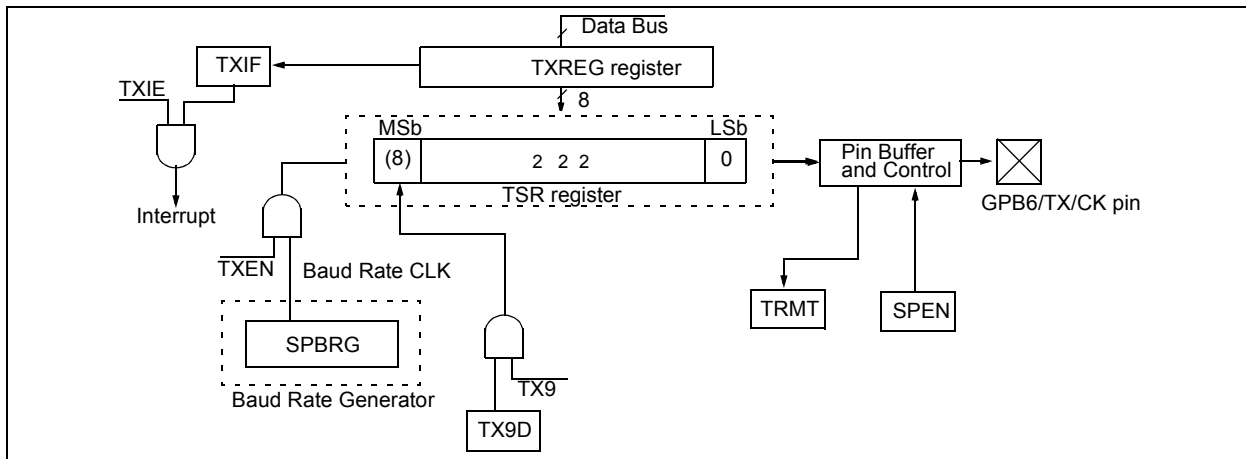 Data Bus
TXIF
TXREG register
TXIE
8
MSb
LSb
(8)
2 2 2
0
TSR register
Pin Buffer
and Control
GPB6/TX/CK pin
Interrupt
TXEN
Baud Rate CLK
TRMT
SPEN
SPBRG
TX9
Baud Rate Generator
TX9D